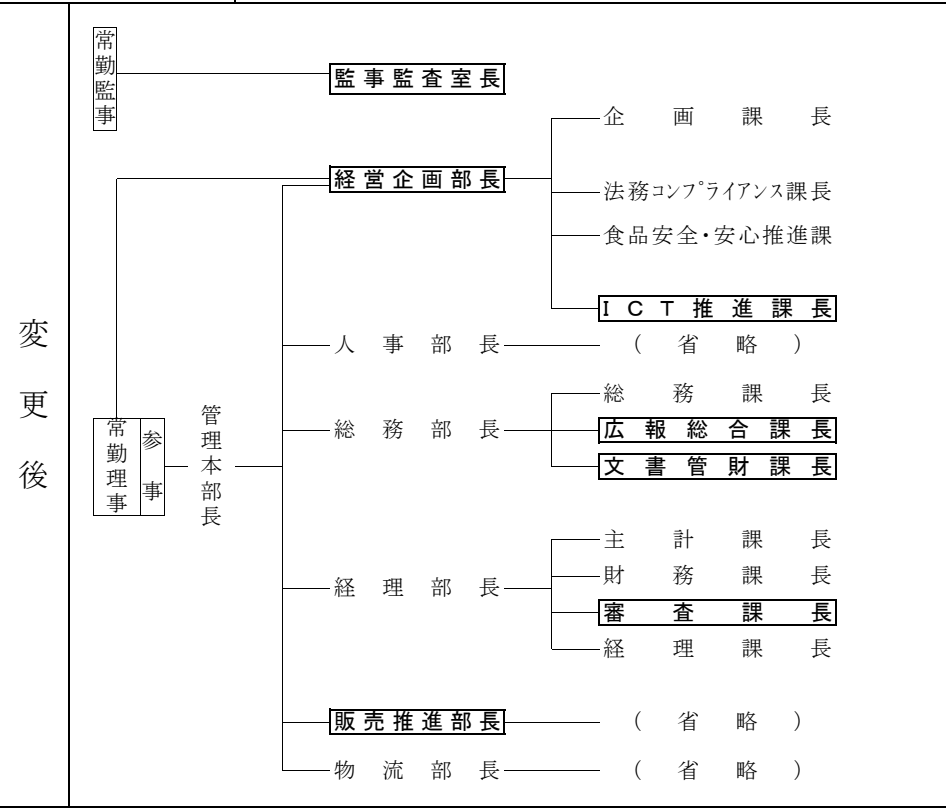 変更後
常勤監事
監事監査室長
企画課長
経営企画部長
法務コンプライアンス課長
食品安全・安心推進課
ICT推進課長
人事部長
(省略)
常勤理事
参事
管理本部長
総務部長
総務課長
広報総合課長
文書管財課長
経理部長
主計課長
財務課長
審査課長
経理課長
販売推進部長
(省略)
物流部長
(省略)